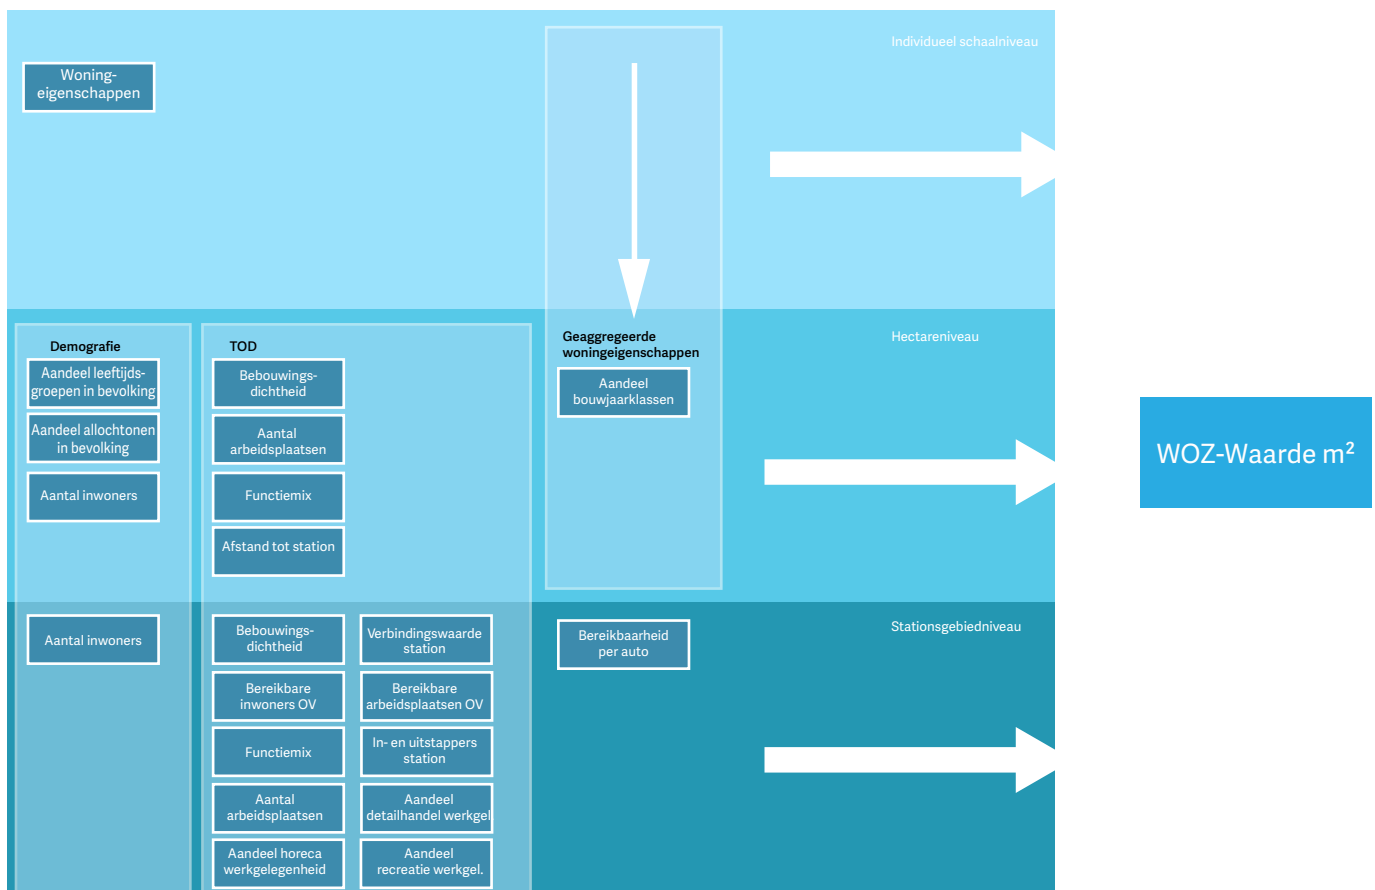 Individueel schaalniveau
Woning-
eigenschappen
Hectareniveau
Demografie
Aandeel leeftijds-
groepen in bevolking
Aandeel allochtonen
in bevolking
Aantal inwoners
TOD
Bebouwings-
dichtheid
Aantal
arbeidsplaatsen
Functiemix
Afstand tot station
Geaggregeerde
woningeigenschappen
Aandeel
bouwjaarklassen
WOZ-Waarde m²
Stationsgebiedniveau
Aantal inwoners
Bebouwings-
dichtheid
Verbindingswaarde
station
Bereikbare
inwoners OV
Bereikbare
arbeidsplaatsen OV
Functiemix
In- en uitstappers
station
Aantal
arbeidsplaatsen
Aandeel
detailhandel werkgel.
Aandeel horeca
werkgelegenheid
Aandeel
recreatie werkgel.
Bereikbaarheid
per auto